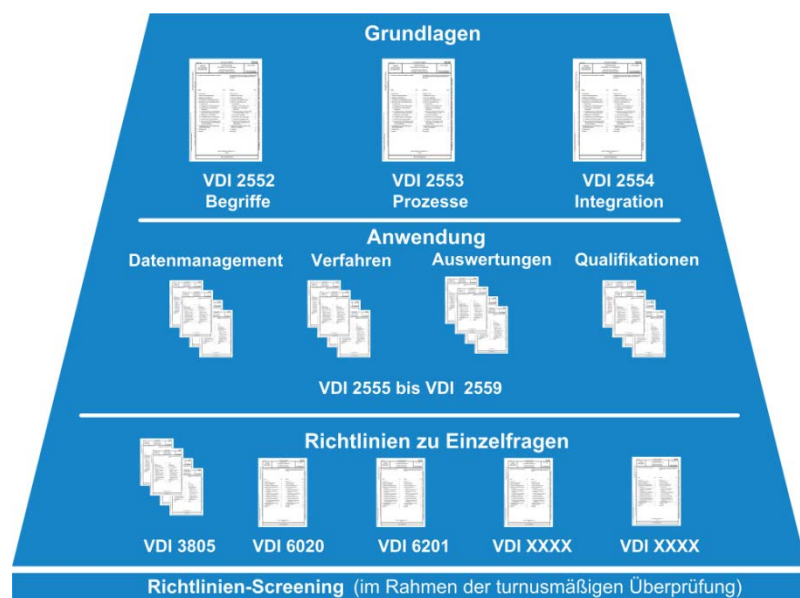 Grundlagen
VDI 2552 VDI 2553 VDI 2554
Begriffe Prozesse Integration
Anwendung
Datenmanagement Verfahren Auswertungen Qualifikationen
VDI 2555 bis VDI 2559
Richtlinien zu Einzelfragen
VDI 3805 VDI 6020 VDI 6201 VDI XXXX VDI XXXX
Richtlinien-Screening (im Rahmen der turnusmäßigen Überprüfung)